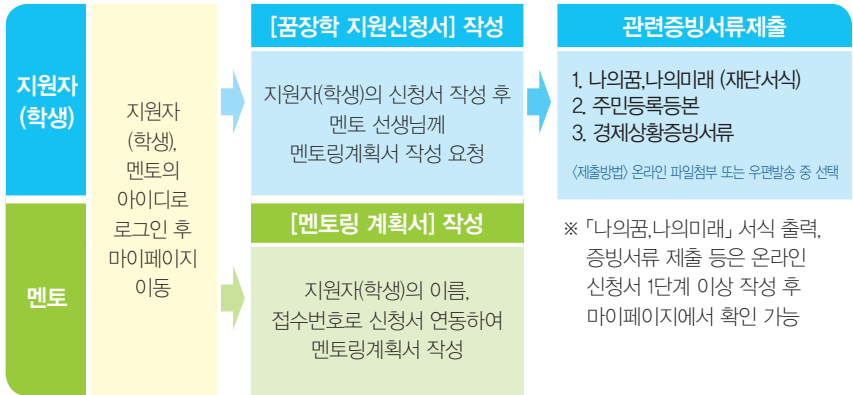 지원자
(학생)
멘토
지원자
(학생),
멘토의
아이디로
로그인 후
마이페이지
이동
[꿈장학 지원신청서] 작성
지원자(학생)의 신청서 작성 후
멘토 선생님께
멘토링계획서 작성 요청
[멘토링 계획서] 작성
지원자(학생)의 이름,
접수번호로 신청서 연동하여
멘토링계획서 작성
관련증빙서류제출
1. 나의꿈,나의미래 (재단서식)
2. 주민등록등본
3. 경제상황증빙서류
〈제출방법〉 온라인 파일첨부 또는 우편발송 중 선택
※ 「나의꿈,나의미래」 서식 출력,
증빙서류 제출 등은 온라인
신청서 1단계 이상 작성 후
마이페이지에서 확인 가능